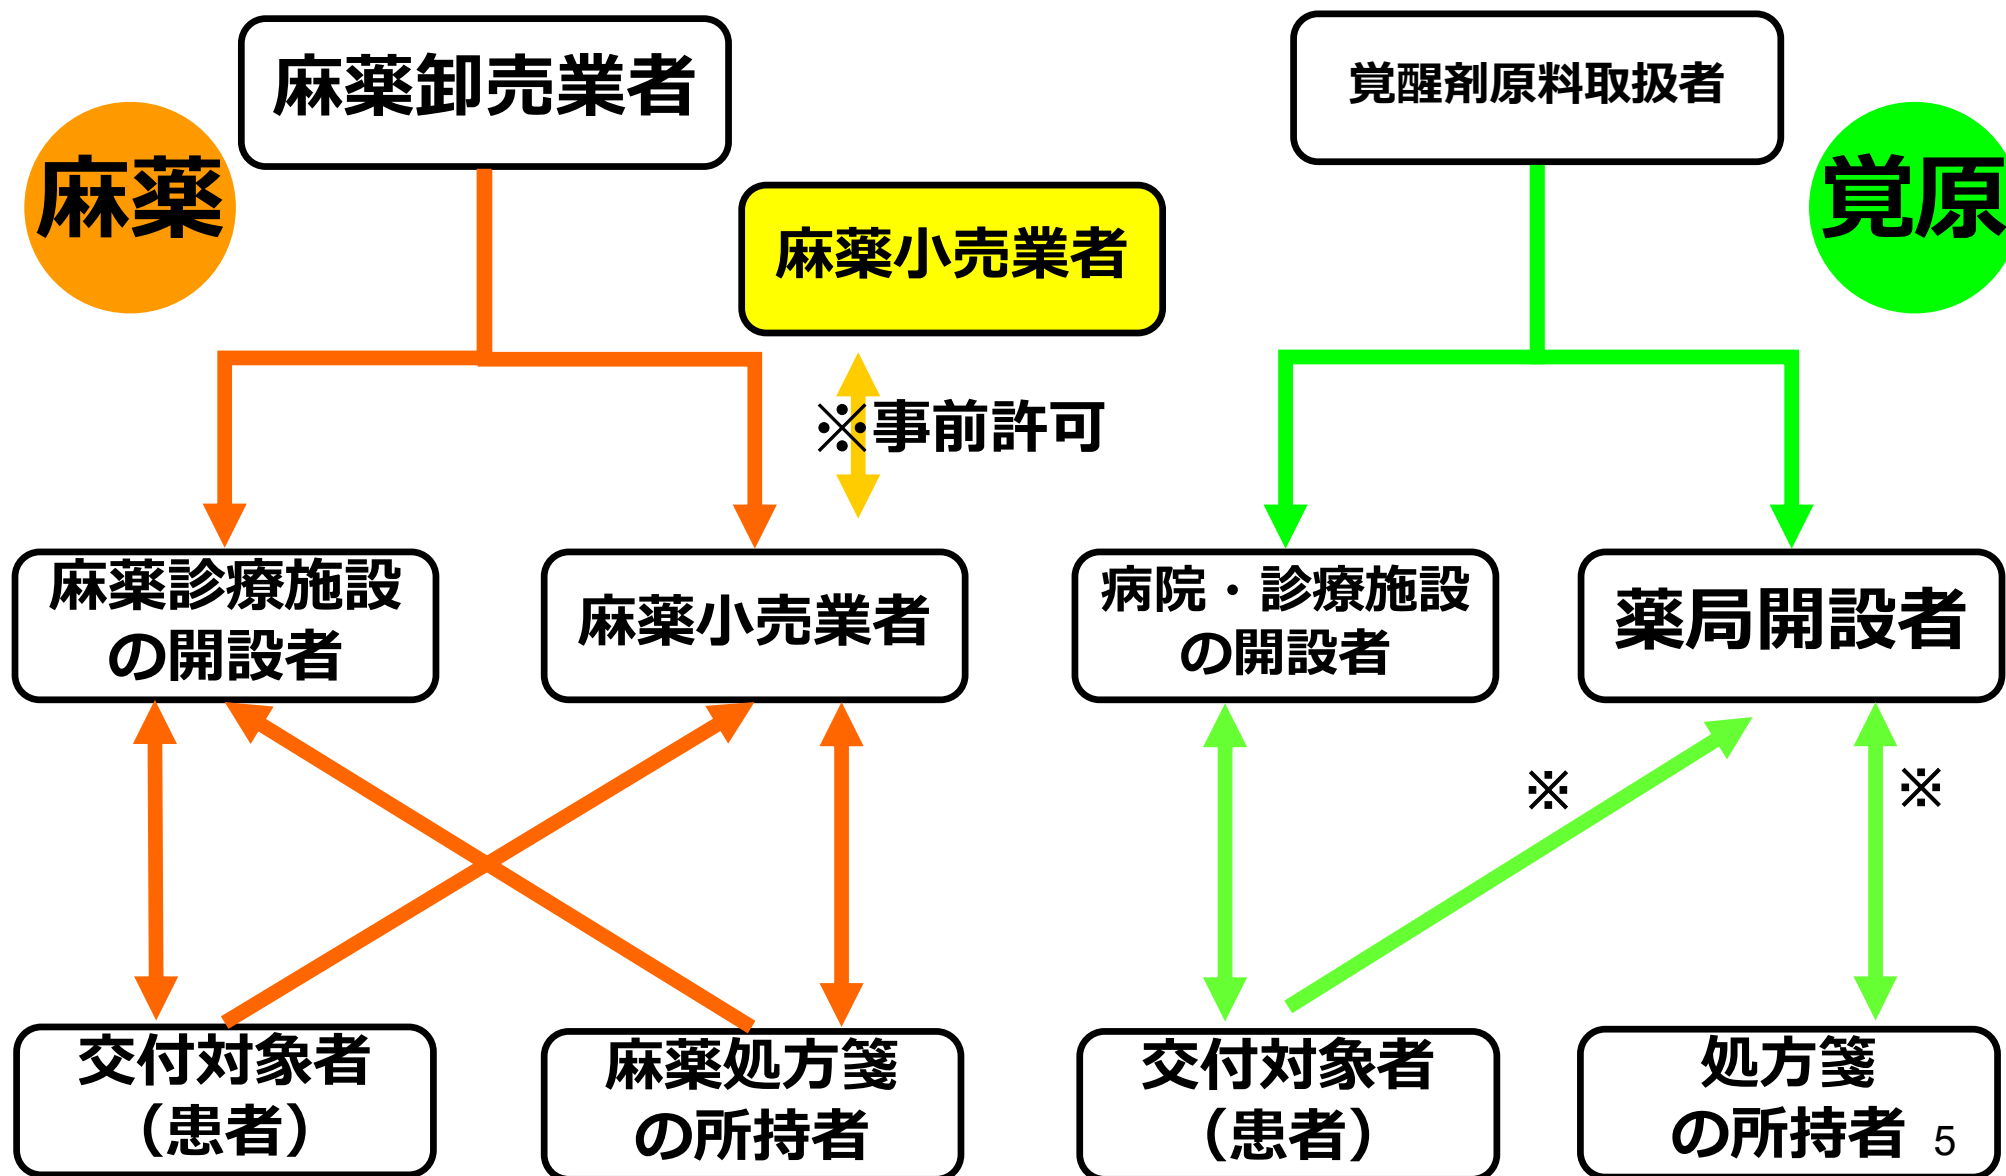 麻薬卸売業者
覚醒剤原料取扱者
麻薬
覚原
麻薬小売業者
※事前許可
麻薬診療施設
の開設者
麻薬小売業者
病院・診療施設
の開設者
薬局開設者
※
※
交付対象者
（患者）
麻薬処方箋
の所持者
交付対象者
（患者）
処方箋
の所持者
5